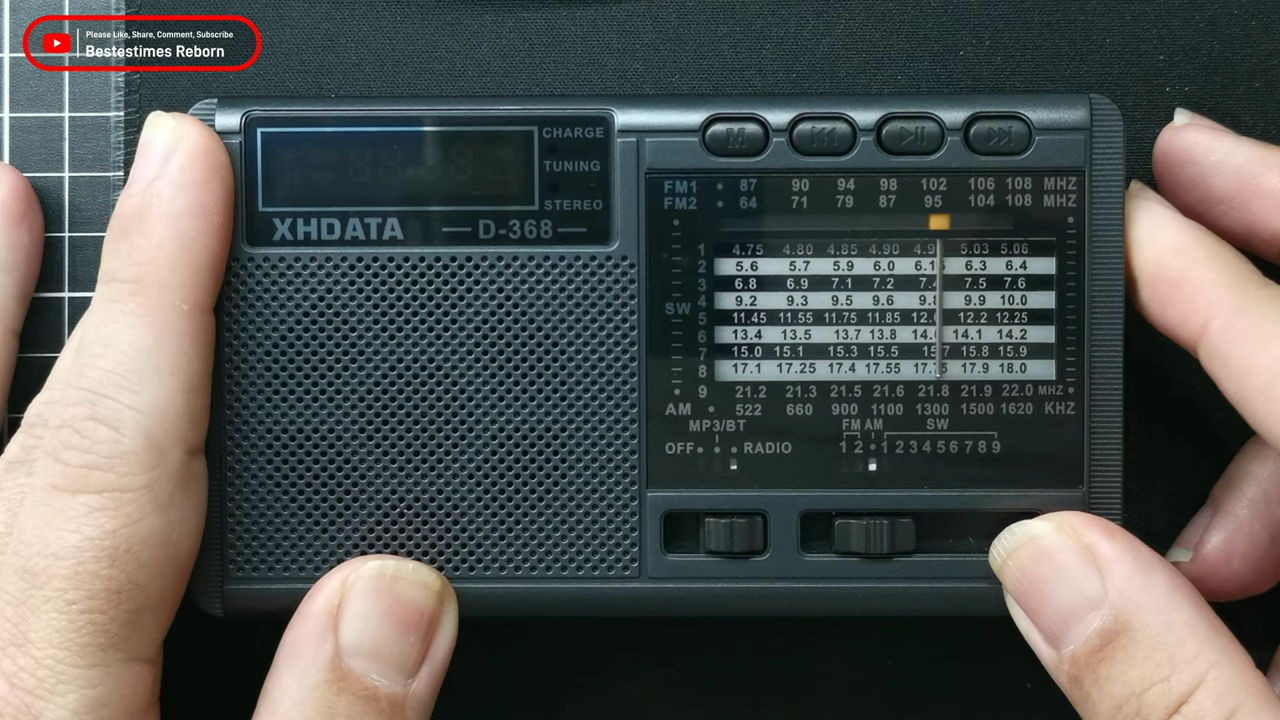 Please Like, Share, Comment, Subscribe
Bestestimes Reborn
CHARGE
TUNING
STEREO
XHDATA D-368
M
FM1 87 90 94 98 102 106 108 MHZ
FM2 64 71 79 87 95 104 108 MHZ
SW
1 4.75 4.80 4.85 4.90 5.03 5.06
2 5.6 5.7 5.9 6.0 6.3 6.4
3 6.8 6.9 7.1 7.2 7.5 7.6
4 9.2 9.3 9.5 9.6 9.9 10.0
5 11.45 11.55 11.75 11.85 12.2 12.25
6 13.4 13.5 13.7 13.8 14.1 14.2
7 15.0 15.1 15.3 15.5 15.8 15.9
8 17.1 17.25 17.4 17.55 17.9 18.0
9 21.2 21.3 21.5 21.6 21.8 21.9 22.0 MHZ
AM 522 660 900 1100 1300 1500 1620 KHZ
MP3/BT FM AM SW
OFF RADIO 1 2 1 2 3 4 5 6 7 8 9